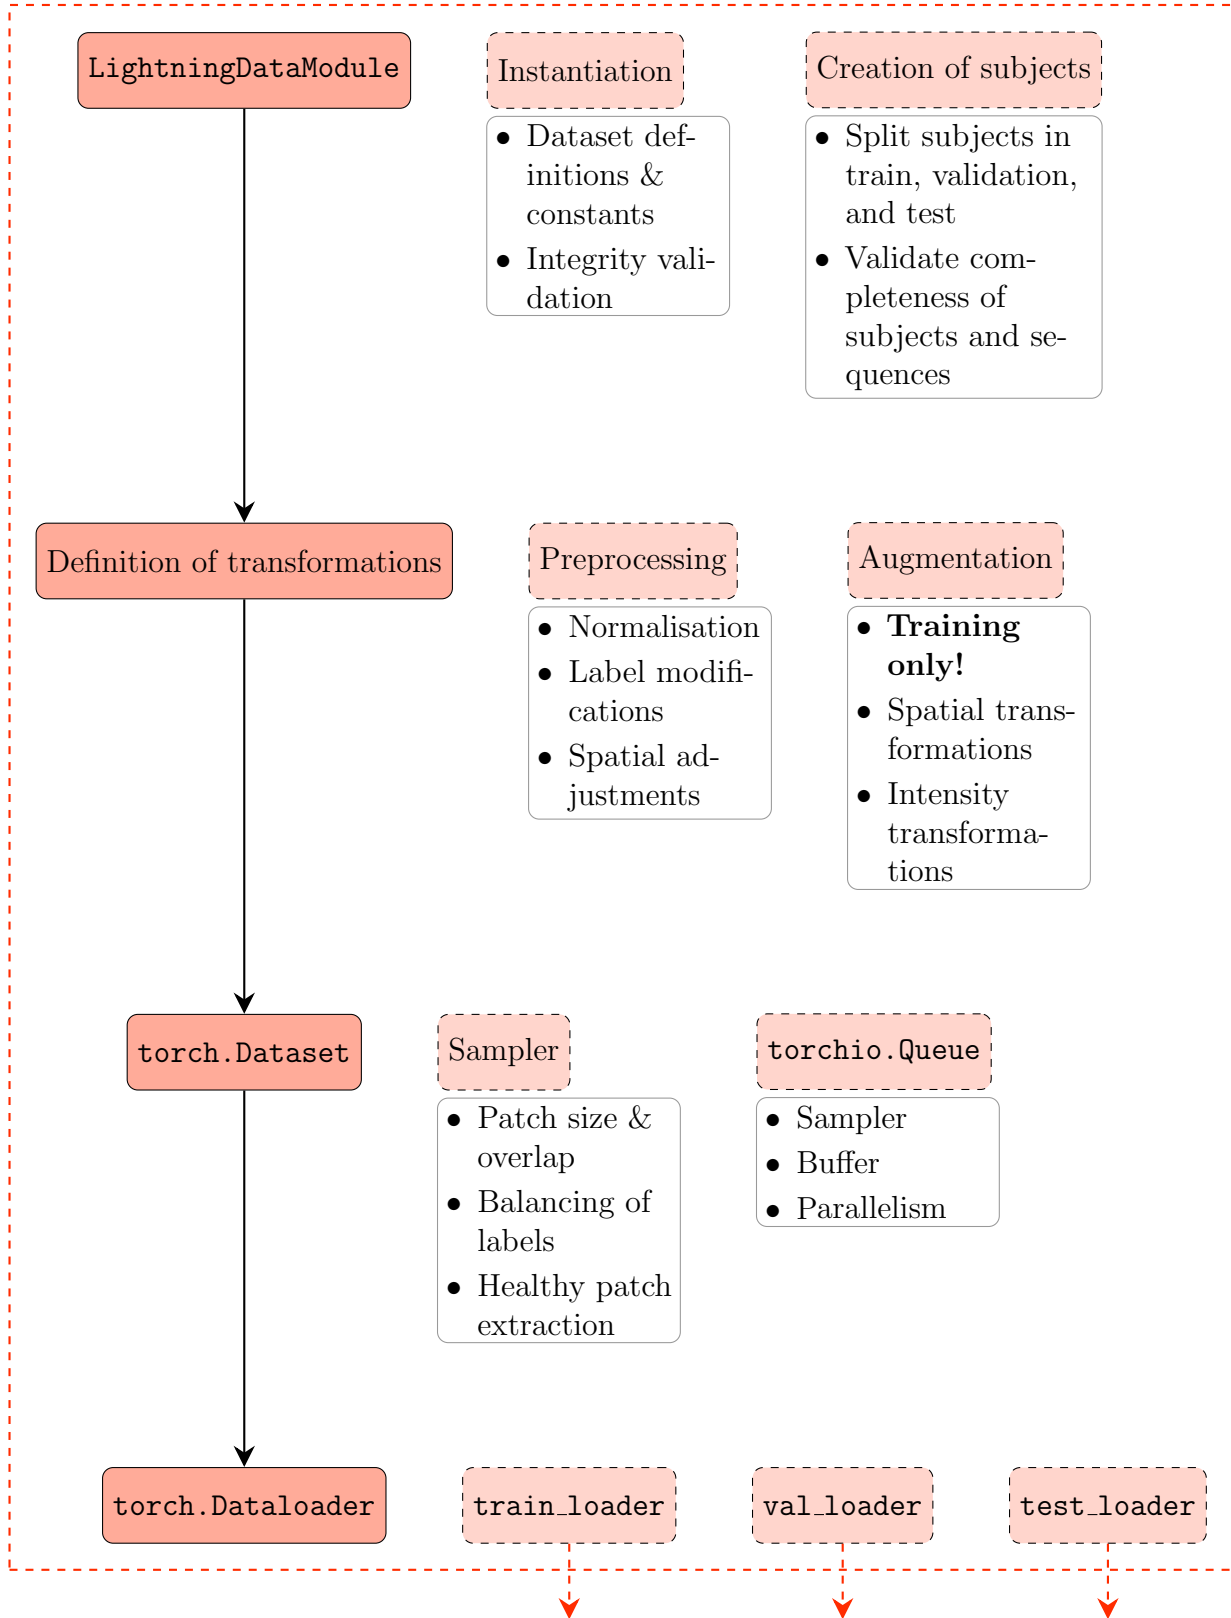 LightningDataModule
Instantiation
• Dataset def-
initions &
constants
• Integrity vali-
dation
Creation of subjects
• Split subjects in
train, validation,
and test
• Validate com-
pleteness of
subjects and se-
quences
Definition of transformations
Preprocessing
• Normalisation
• Label modifi-
cations
• Spatial ad-
justments
Augmentation
• Training
only!
• Spatial trans-
formations
• Intensity
transforma-
tions
torch.Dataset
Sampler
• Patch size &
overlap
• Balancing of
labels
• Healthy patch
extraction
torchio.Queue
• Sampler
• Buffer
• Parallelism
torch.Dataloader
train_loader
val_loader
test_loader